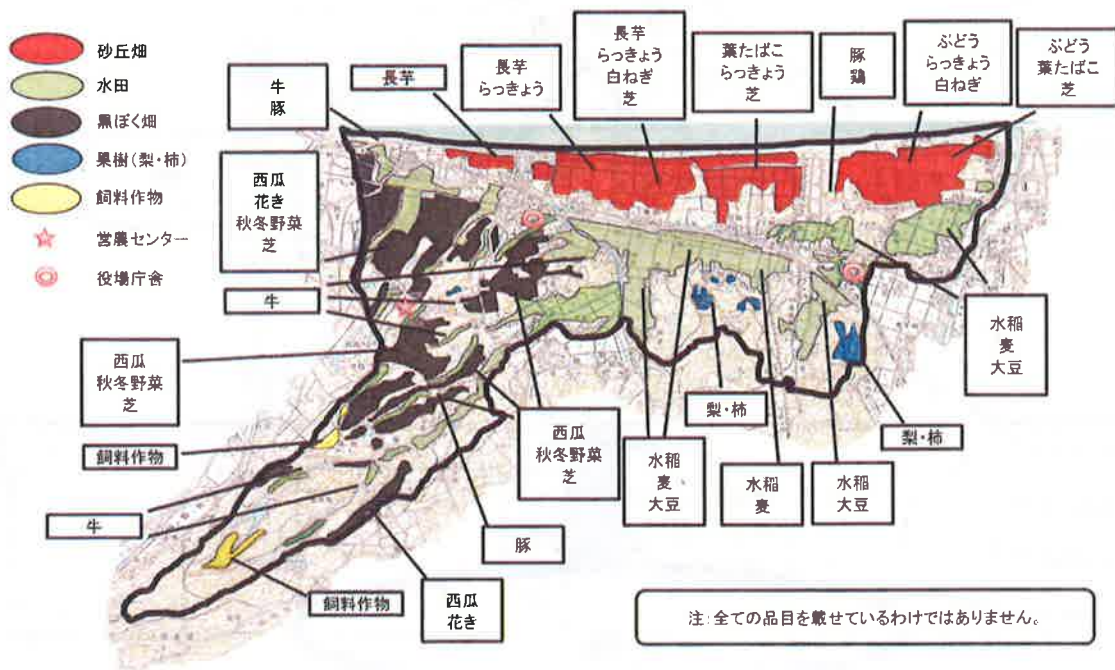 砂丘畑
水田
黒ぼく畑
果樹(梨・柿)
飼料作物
営農センター
役場庁舎
牛
豚
長芋
長芋
らっきょう
長芋
らっきょう
白ねぎ
芝
葉たばこ
らっきょう
芝
豚
鶏
ぶどう
らっきょう
白ねぎ
ぶどう
葉たばこ
芝
西瓜
花き
秋冬野菜
芝
牛
西瓜
秋冬野菜
芝
飼料作物
牛
飼料作物
西瓜
花き
豚
西瓜
秋冬野菜
芝
水稲
麦
大豆
梨・柿
水稲
麦
水稲
大豆
梨・柿
水稲
麦
大豆
注:全ての品目を載せているわけではありません。